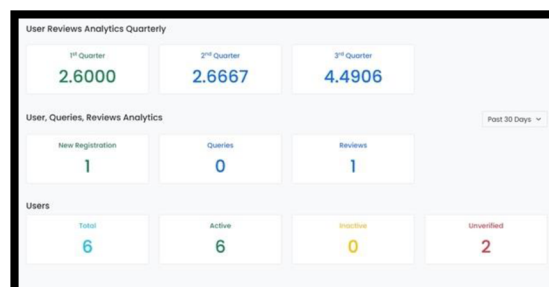 User Reviews Analytics Quarterly
1st Quarter 2nd Quarter 3rd Quarter
2.6000 2.6667 4.4906
User, Queries, Reviews Analytics Past 30 Days
New Registration Queries Reviews
1 0 1
Users
Total Active Inactive Unverified
6 6 0 2